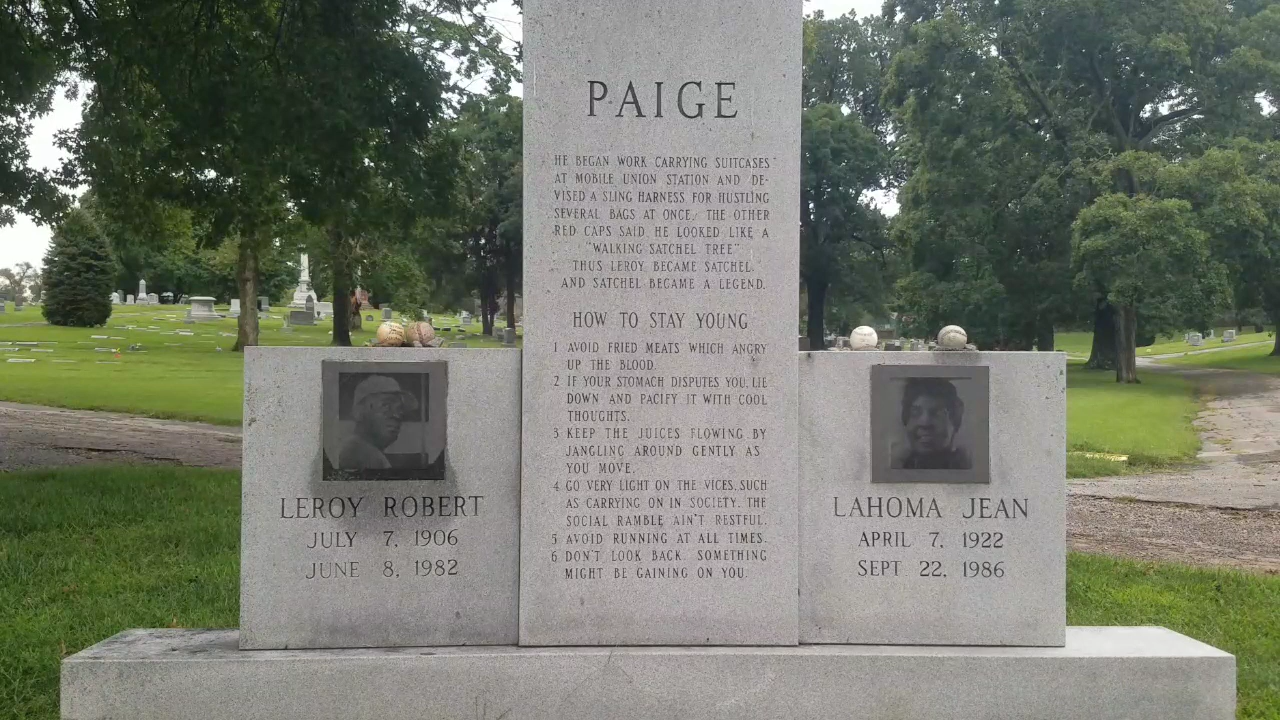 PAIGE
HE BEGAN WORK CARRYING SUITCASES
AT MOBILE UNION STATION AND DE-
VISED A SLING HARNESS FOR HUSTLING
SEVERAL BAGS AT ONCE. THE OTHER
RED CAPS SAID HE LOOKED LIKE A
"WALKING SATCHEL TREE"
THUS LEROY BECAME SATCHEL
AND SATCHEL BECAME A LEGEND.
HOW TO STAY YOUNG
1 AVOID FRIED MEATS WHICH ANGRY
UP THE BLOOD.
2 IF YOUR STOMACH DISPUTES YOU, LIE
DOWN AND PACIFY IT WITH COOL
THOUGHTS.
3 KEEP THE JUICES FLOWING BY
JANGLING AROUND GENTLY AS
YOU MOVE.
4 GO VERY LIGHT ON THE VICES, SUCH
AS CARRYING ON IN SOCIETY. THE
SOCIAL RAMBLE AIN'T RESTFUL.
5 AVOID RUNNING AT ALL TIMES.
6 DON'T LOOK BACK. SOMETHING
MIGHT BE GAINING ON YOU.
LEROY ROBERT
JULY 7, 1906
JUNE 8, 1982
LAHOMA JEAN
APRIL 7, 1922
SEPT 22, 1986